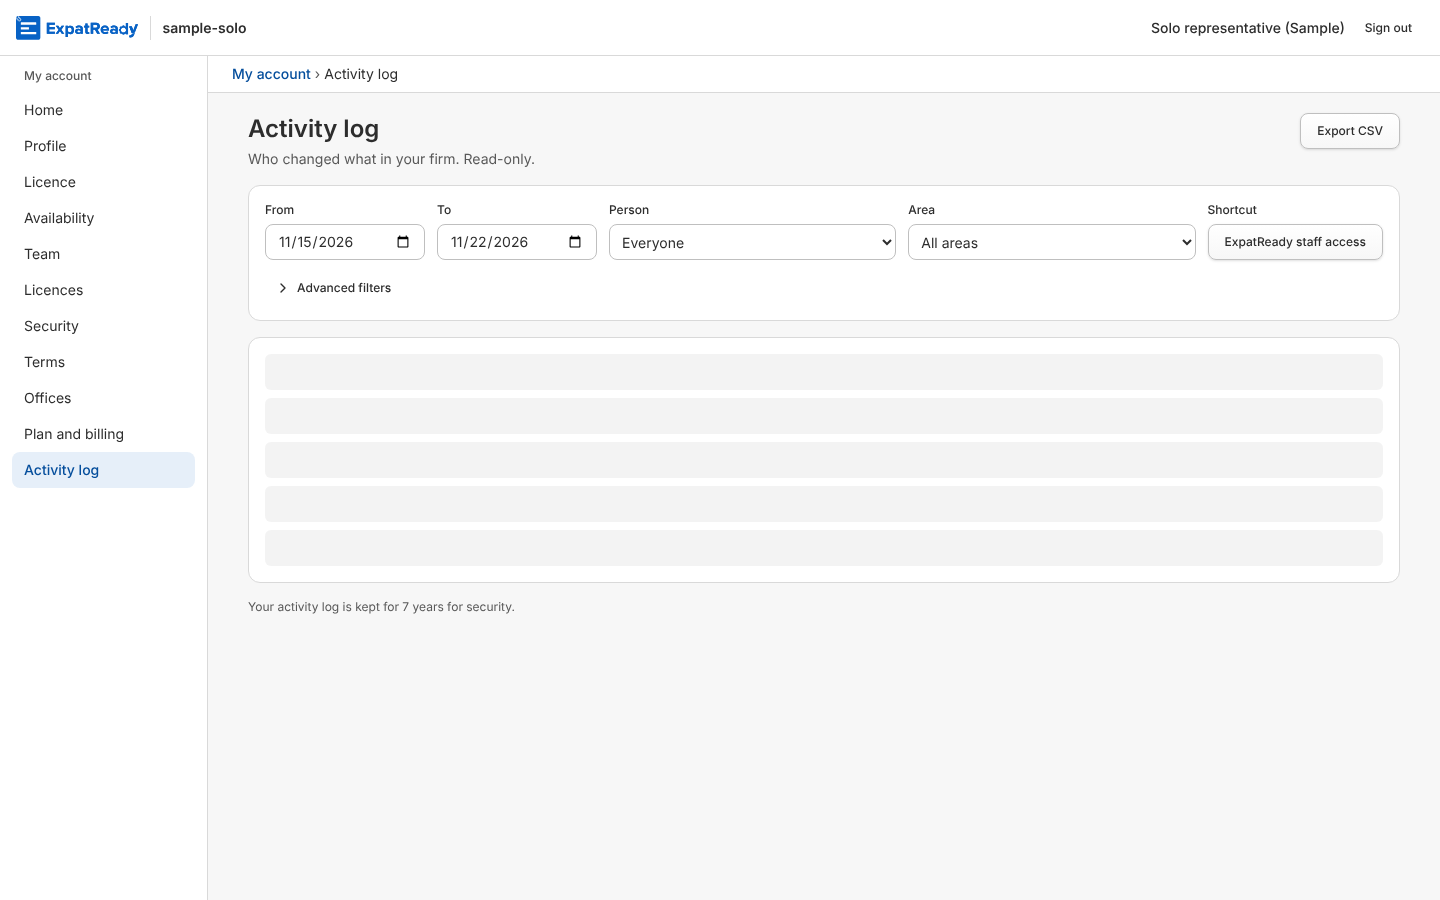 ExpatReady
sample-solo
Solo representative (Sample)
Sign out
My account
Home
Profile
Licence
Availability
Team
Licences
Security
Terms
Offices
Plan and billing
Activity log
My account › Activity log
Activity log
Who changed what in your firm. Read-only.
Export CSV
From
To
Person
Area
Shortcut
11/15/2026
11/22/2026
Everyone
All areas
ExpatReady staff access
Advanced filters
Your activity log is kept for 7 years for security.